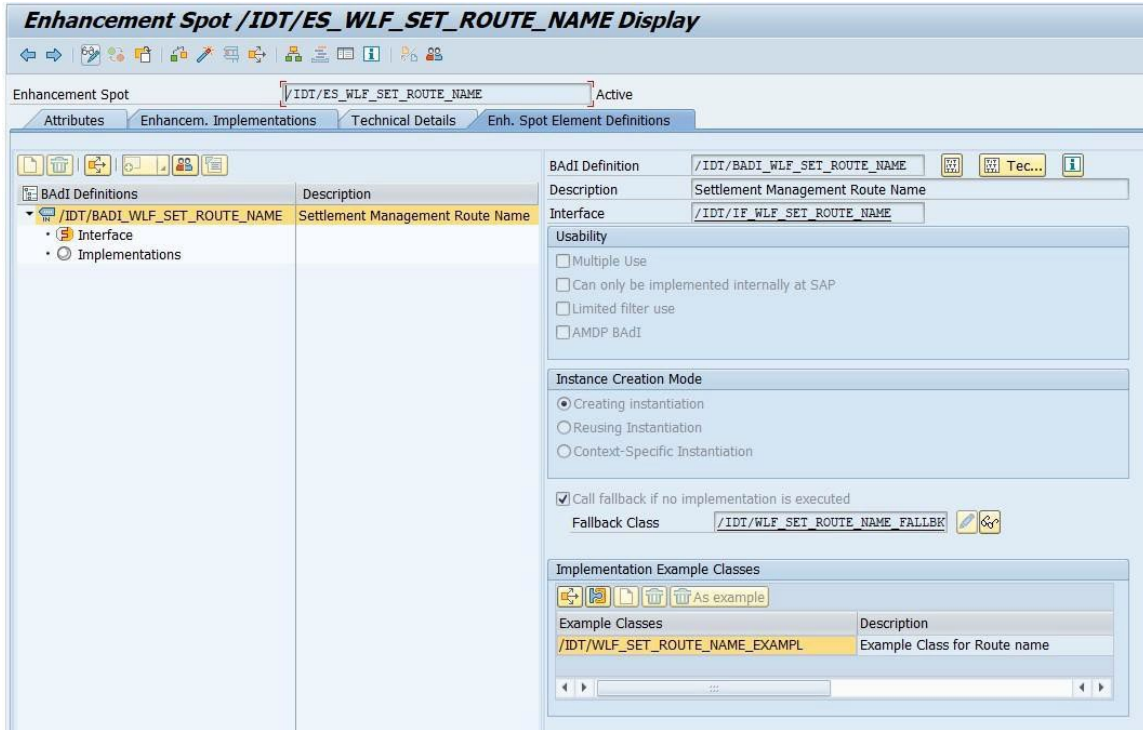 Enhancement Spot /IDT/ES_WLF_SET_ROUTE_NAME Display
Enhancement Spot /IDT/ES_WLF_SET_ROUTE_NAME Active
Attributes Enhancem. Implementations Technical Details Enh. Spot Element Definitions
BAdI Definitions Description
/IDT/BADI_WLF_SET_ROUTE_NAME Settlement Management Route Name
Interface
Implementations
BAdI Definition /IDT/BADI_WLF_SET_ROUTE_NAME Tec...
Description Settlement Management Route Name
Interface /IDT/IF_WLF_SET_ROUTE_NAME
Usability
Multiple Use
Can only be implemented internally at SAP
Limited filter use
AMDP BAdI
Instance Creation Mode
Creating instantiation
Reusing Instantiation
Context-Specific Instantiation
Call fallback if no implementation is executed
Fallback Class /IDT/WLF_SET_ROUTE_NAME_FALLBK
Implementation Example Classes
As example
Example Classes Description
/IDT/WLF_SET_ROUTE_NAME_EXAMPL Example Class for Route name